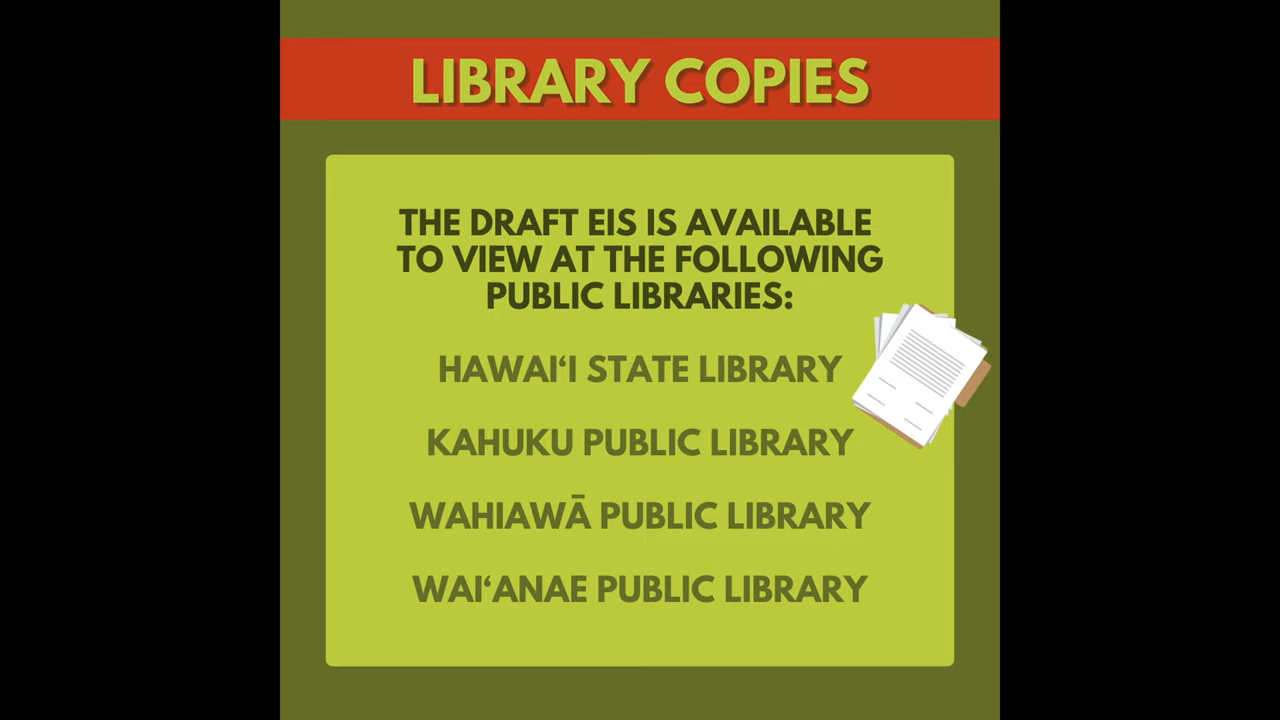 LIBRARY COPIES
THE DRAFT EIS IS AVAILABLE
TO VIEW AT THE FOLLOWING
PUBLIC LIBRARIES:
HAWAIʻI STATE LIBRARY
KAHUKU PUBLIC LIBRARY
WAHIAWĀ PUBLIC LIBRARY
WAIʻANAE PUBLIC LIBRARY